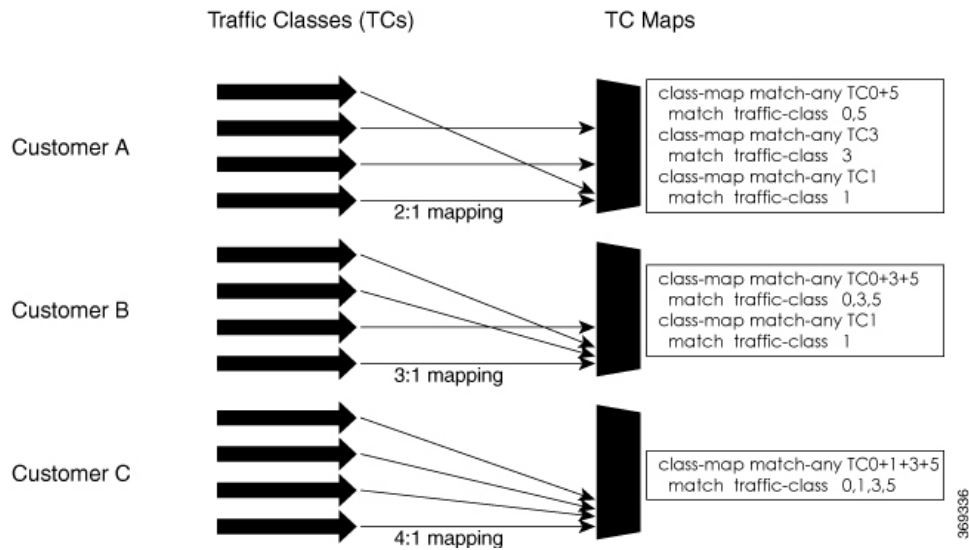 Traffic Classes (TCs)
TC Maps
Customer A
2:1 mapping
class-map match-any TC0+5
match traffic-class 0,5
class-map match-any TC3
match traffic-class 3
class-map match-any TC1
match traffic-class 1
Customer B
3:1 mapping
class-map match-any TC0+3+5
match traffic-class 0,3,5
class-map match-any TC1
match traffic-class 1
Customer C
4:1 mapping
class-map match-any TC0+1+3+5
match traffic-class 0,1,3,5
369336